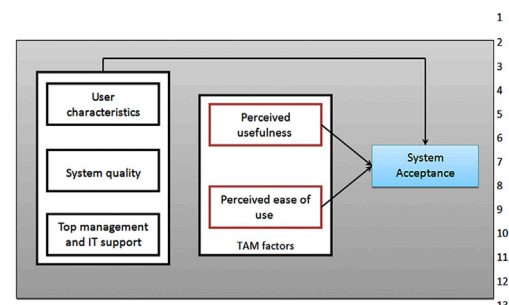 User
characteristics
System quality
Top management
and IT support
Perceived
usefulness
Perceived ease of
use
TAM factors
System
Acceptance
1
2
3
4
5
6
7
8
9
10
11
12
13